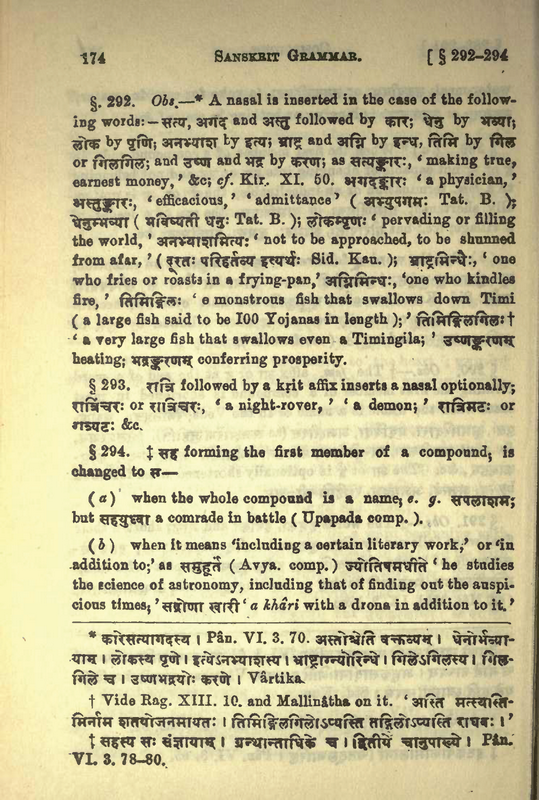 174 SANSKRIT GRAMMAR. [ § 292-294
§. 292. Obs.—* A nasal is inserted in the case of the follow-
ing words:—सत्य, अगद and अस्तु followed by कार; धेनु by भव्या;
लोक by पृणि; अनभ्याश by इत्य; भ्राष्ट्र and अग्नि by इन्ध, तिमि by गिल
or गिलगिल; and उष्ण and भद्र by करण; as सत्यङ्कारः, 'making true,
earnest money,' &c; cf. Kir. XI. 50. अगदङ्कारः 'a physician,'
अस्तुङ्कारः, 'efficacious,' 'admittance' ( अभ्युपगमः Tat. B. );
धेनुम्भव्या ( भविष्यती धनुः Tat. B. ); लोकम्पृणः 'pervading or filling
the world,' अनभ्याशमित्यः 'not to be approached, to be shunned
from afar,' ( दूरतः परिहर्तव्य इत्यर्थः Sid. Kau. ); भ्राष्ट्रमिन्धः, 'one
who fries or roasts in a frying-pan,' अग्निमिन्धः, 'one who kindles
fire,' तिमिङ्गिलः 'e monstrous fish that swallows down Timi
( a large fish said to be 100 Yojanas in length );' तिमिङ्गिलगिलः†
'a very large fish that swallows even a Timingila;' उष्णङ्करणम्
heating; भद्रङ्करणम् conferring prosperity.
§ 293. रात्रि followed by a kṛit affix inserts a nasal optionally;
रात्रिंचरः or रात्रिचरः, 'a night-rover,' 'a demon;' रात्रिमटः or
रात्र्यटः &c.
§ 294. ‡ सह forming the first member of a compound, is
changed to स—
(a) when the whole compound is a name, e. g. सपलाशम्;
but सहयुध्वा a comrade in battle ( Upapada comp. ).
(b) when it means 'including a certain literary work,' or 'in
addition to;' as समुहूर्तं (Avya. comp.) ज्योतिषमधीते 'he studies
the science of astronomy, including that of finding out the auspi-
cious times,' सद्रोणा खारी 'a khâri with a drona in addition to it.'
* कारेसत्यागदस्य । Pân. VI. 3. 70. अस्तोश्चेति वक्तव्यम् । धेनोर्भव्या-
याम् । लोकस्य पृणे । इत्येऽनभ्याशस्य । भ्राष्ट्राग्न्योरिन्धे । गिलेऽगिलस्य । गिल-
गिले च । उष्णभद्रयोः करणे । Vârtika.
† Vide Rag. XIII. 10. and Mallinâtha on it. 'अस्ति मत्स्यास्ति-
मिर्नाम शतयोजनमायतः । तिमिङ्गिलगिलोऽप्यस्ति तद्गिलोऽप्यस्ति राघवः ।'
‡ सहस्य सः संज्ञायाम् । ग्रन्थान्ताधिके च । द्वितीये चानुपाख्ये । Pân.
VI. 3. 78-80.